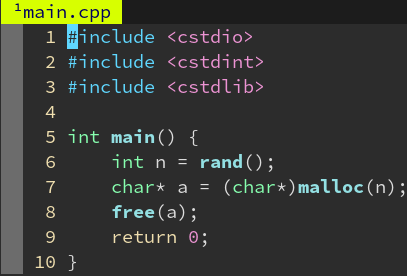 ¹main.cpp
1 #include <cstdio>
2 #include <cstdint>
3 #include <cstdlib>
4
5 int main() {
6     int n = rand();
7     char* a = (char*)malloc(n);
8     free(a);
9     return 0;
10 }